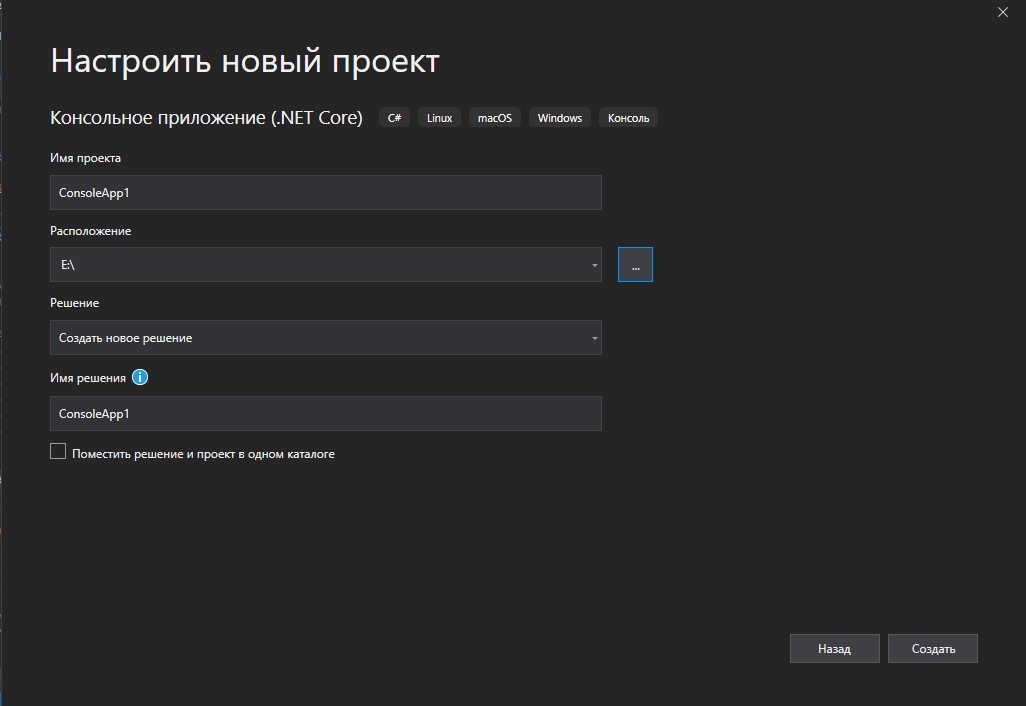 Настроить новый проект
Консольное приложение (.NET Core) C# Linux macOS Windows Консоль
Имя проекта
ConsoleApp1
Расположение
E:\
...
Решение
Создать новое решение
Имя решения
ConsoleApp1
Поместить решение и проект в одном каталоге
Назад Создать